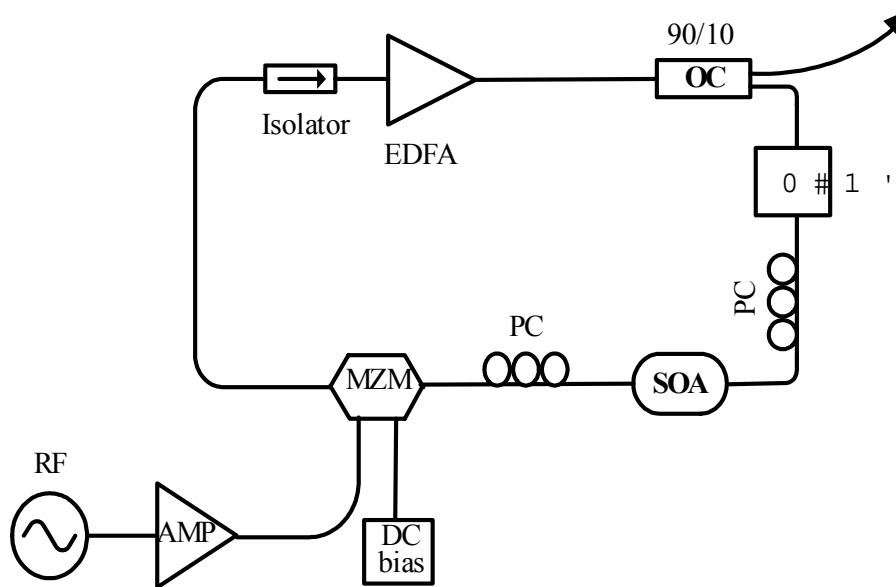 90/10
OC
Isolator
EDFA
0 # 1 '
PC
PC
MZM
SOA
RF
AMP
DC
bias